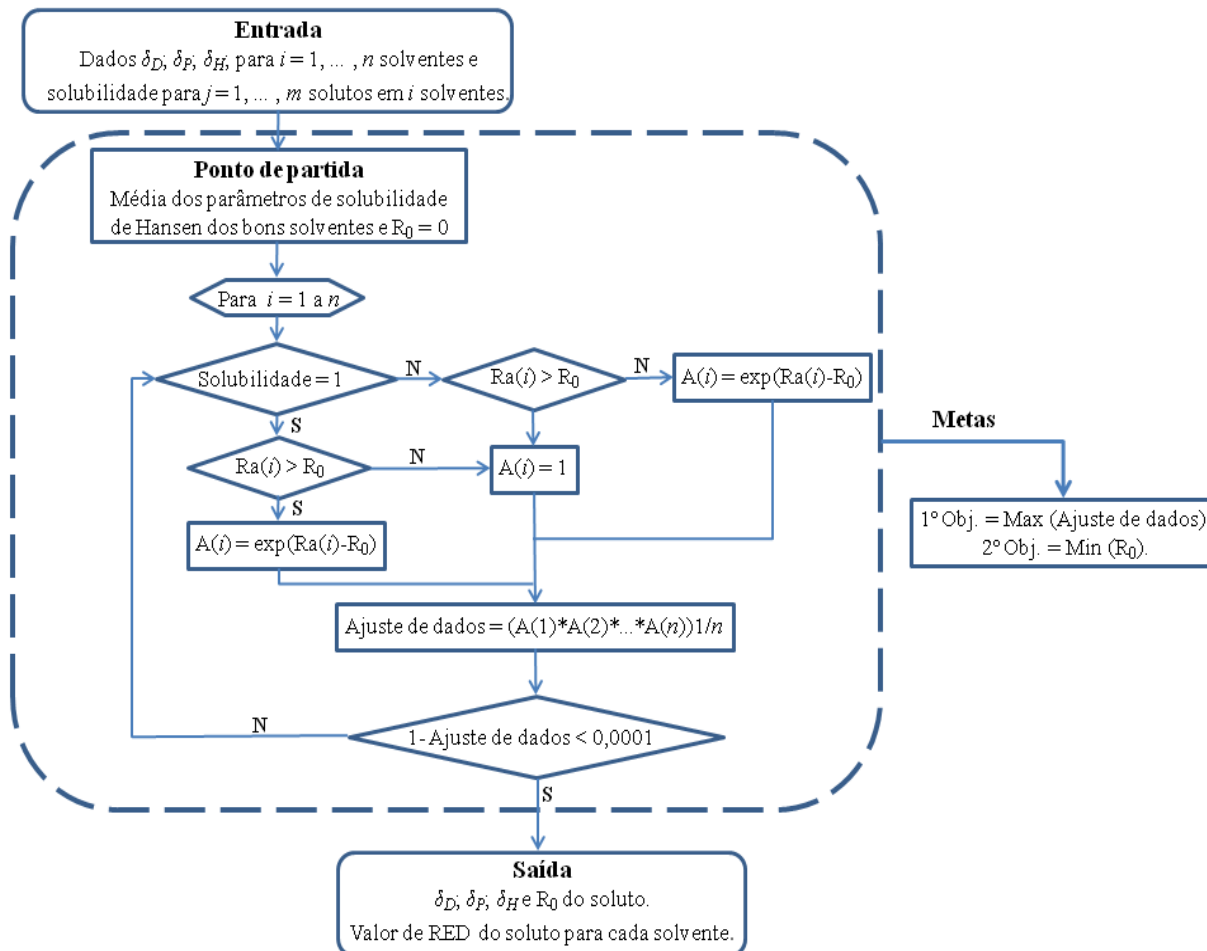 Entrada
Dados δD; δP; δH; para i = 1, ... , n solventes e
solubilidade para j = 1, ... , m solutos em i solventes.
Ponto de partida
Média dos parâmetros de solubilidade
de Hansen dos bons solventes e R0 = 0
Para i = 1 a n
Solubilidade = 1
N
Ra(i) > R0
N
A(i) = exp(Ra(i)-R0)
S
Ra(i) > R0
N
A(i) = 1
S
A(i) = exp(Ra(i)-R0)
Metas
1º Obj. = Max (Ajuste de dados)
2º Obj. = Min (R0).
Ajuste de dados = (A(1)*A(2)*...*A(n))1/n
N
1- Ajuste de dados < 0,0001
S
Saída
δD; δP; δH e R0 do soluto.
Valor de RED do soluto para cada solvente.